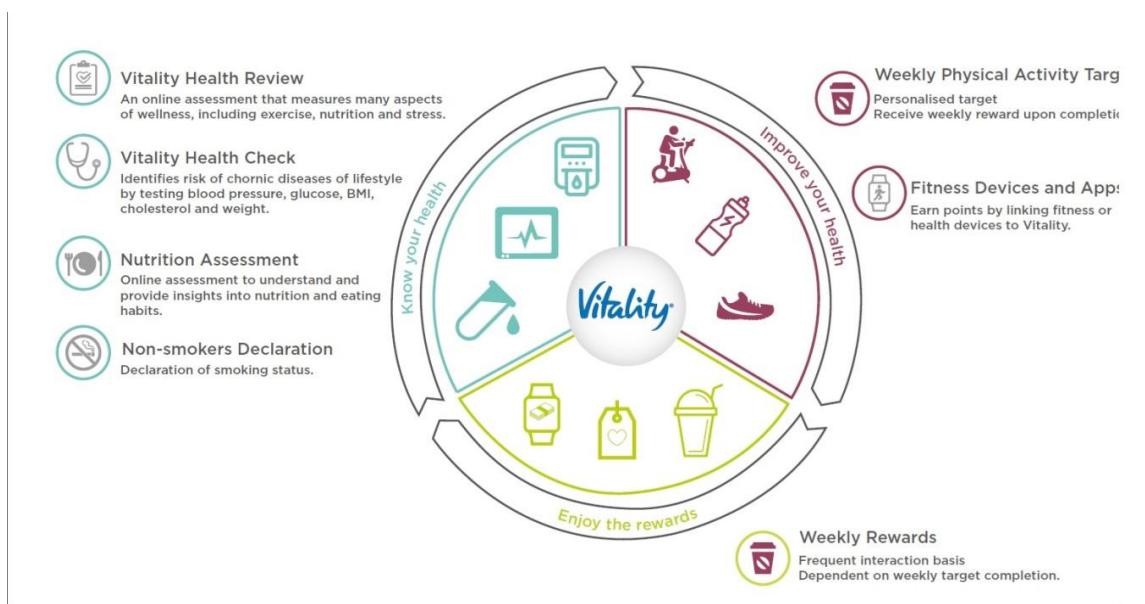 Vitality Health Review
An online assessment that measures many aspects
of wellness, including exercise, nutrition and stress.
Vitality Health Check
Identifies risk of chornic diseases of lifestyle
by testing blood pressure, glucose, BMI,
cholesterol and weight.
Nutrition Assessment
Online assessment to understand and
provide insights into nutrition and eating
habits.
Non-smokers Declaration
Declaration of smoking status.
Know your health
Improve your health
Enjoy the rewards
Vitality
Weekly Physical Activity Targ
Personalised target
Receive weekly reward upon completi
Fitness Devices and Apps
Earn points by linking fitness or
health devices to Vitality.
Weekly Rewards
Frequent interaction basis
Dependent on weekly target completion.